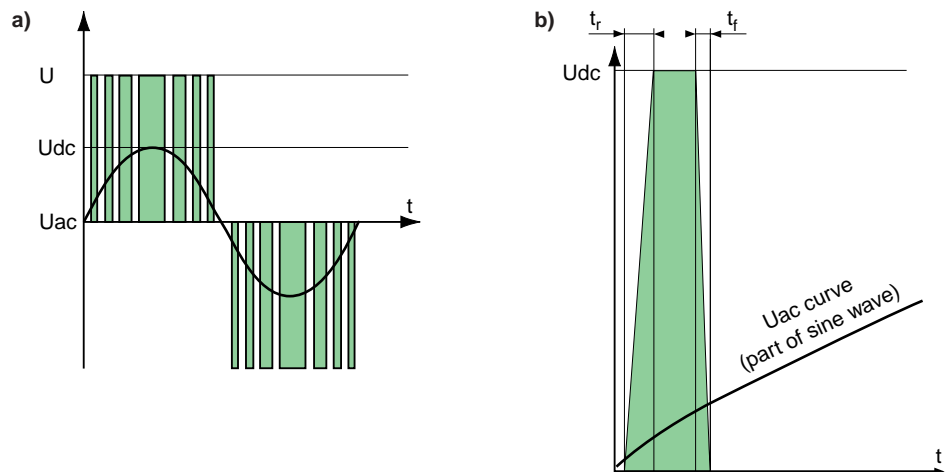 a)
U
Udc
Uac
t
b)
tr
tf
Udc
Uac curve
(part of sine wave)
t